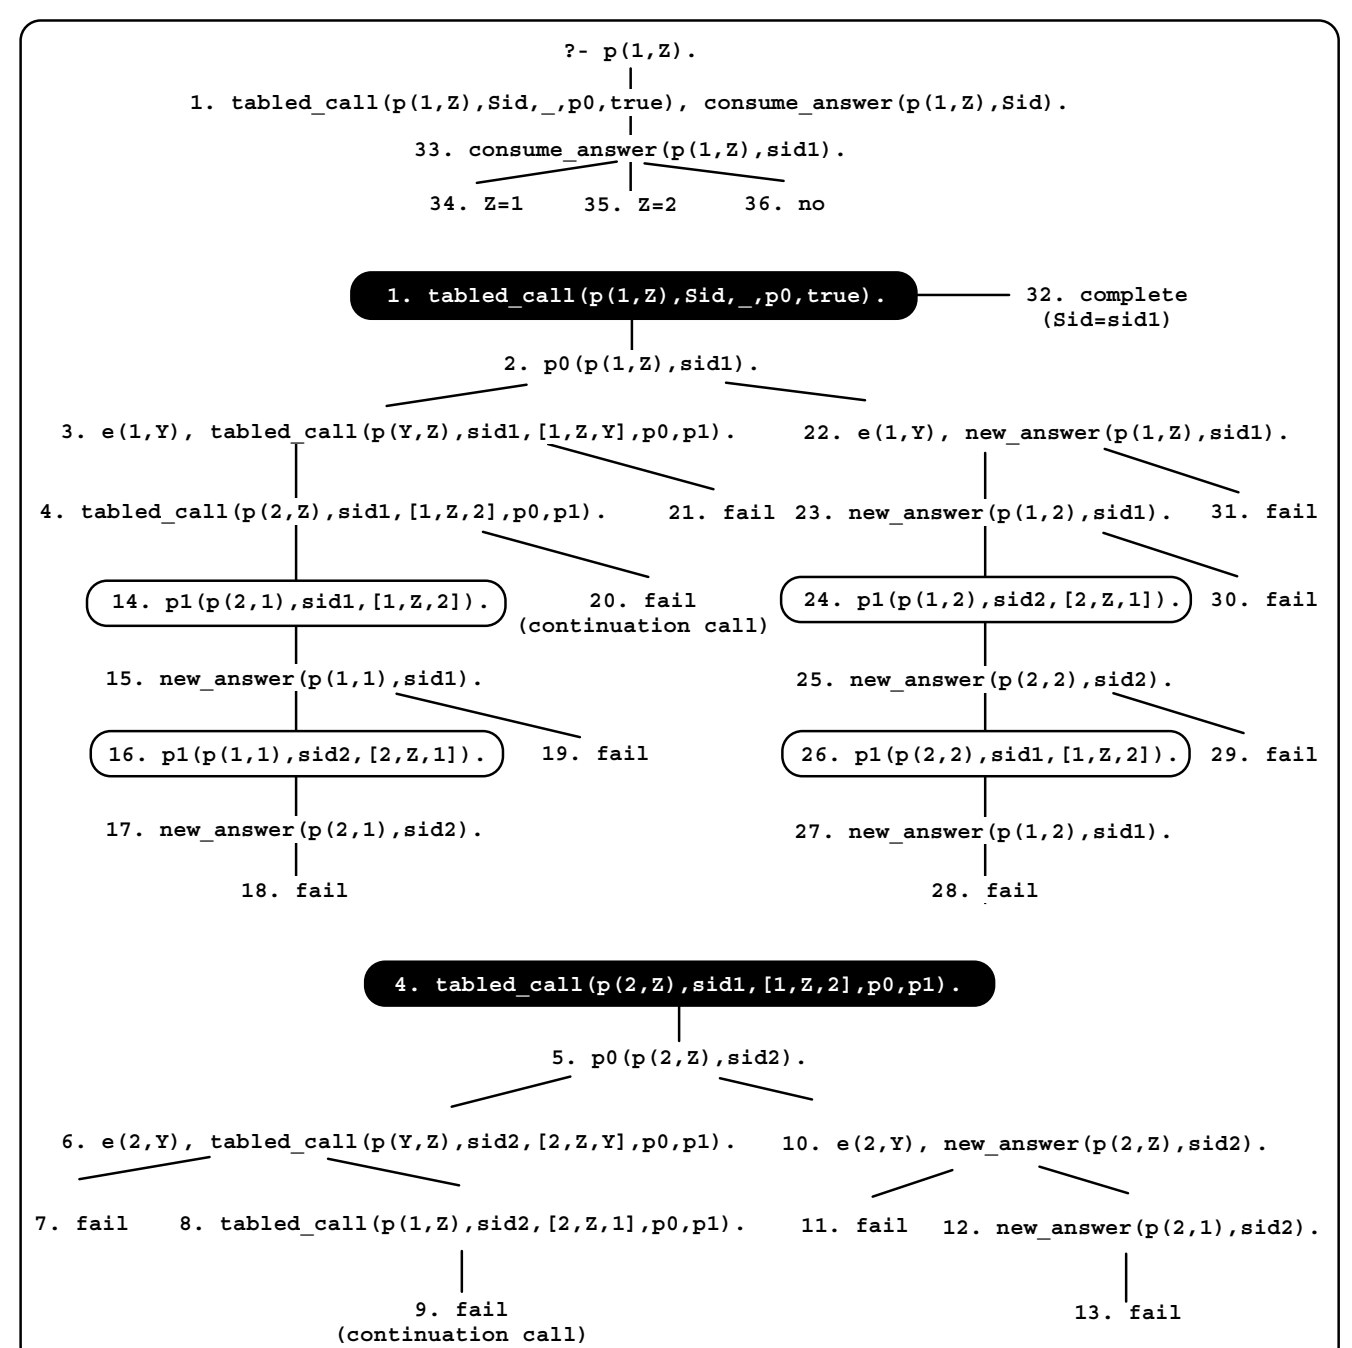 ?- p(1,Z).
1. tabled_call(p(1,Z),Sid,_,p0,true), consume_answer(p(1,Z),Sid).
33. consume_answer(p(1,Z),sid1).
34. Z=1 35. Z=2 36. no
1. tabled_call(p(1,Z),Sid,_,p0,true). 32. complete
(Sid=sid1)
2. p0(p(1,Z),sid1).
3. e(1,Y), tabled_call(p(Y,Z),sid1,[1,Z,Y],p0,p1). 22. e(1,Y), new_answer(p(1,Z),sid1).
4. tabled_call(p(2,Z),sid1,[1,Z,2],p0,p1). 21. fail 23. new_answer(p(1,2),sid1). 31. fail
14. p1(p(2,1),sid1,[1,Z,2]). 20. fail 24. p1(p(1,2),sid2,[2,Z,1]). 30. fail
(continuation call)
15. new_answer(p(1,1),sid1). 25. new_answer(p(2,2),sid2).
16. p1(p(1,1),sid2,[2,Z,1]). 19. fail 26. p1(p(2,2),sid1,[1,Z,2]). 29. fail
17. new_answer(p(2,1),sid2). 27. new_answer(p(1,2),sid1).
18. fail 28. fail
4. tabled_call(p(2,Z),sid1,[1,Z,2],p0,p1).
5. p0(p(2,Z),sid2).
6. e(2,Y), tabled_call(p(Y,Z),sid2,[2,Z,Y],p0,p1). 10. e(2,Y), new_answer(p(2,Z),sid2).
7. fail 8. tabled_call(p(1,Z),sid2,[2,Z,1],p0,p1). 11. fail 12. new_answer(p(2,1),sid2).
9. fail 13. fail
(continuation call)